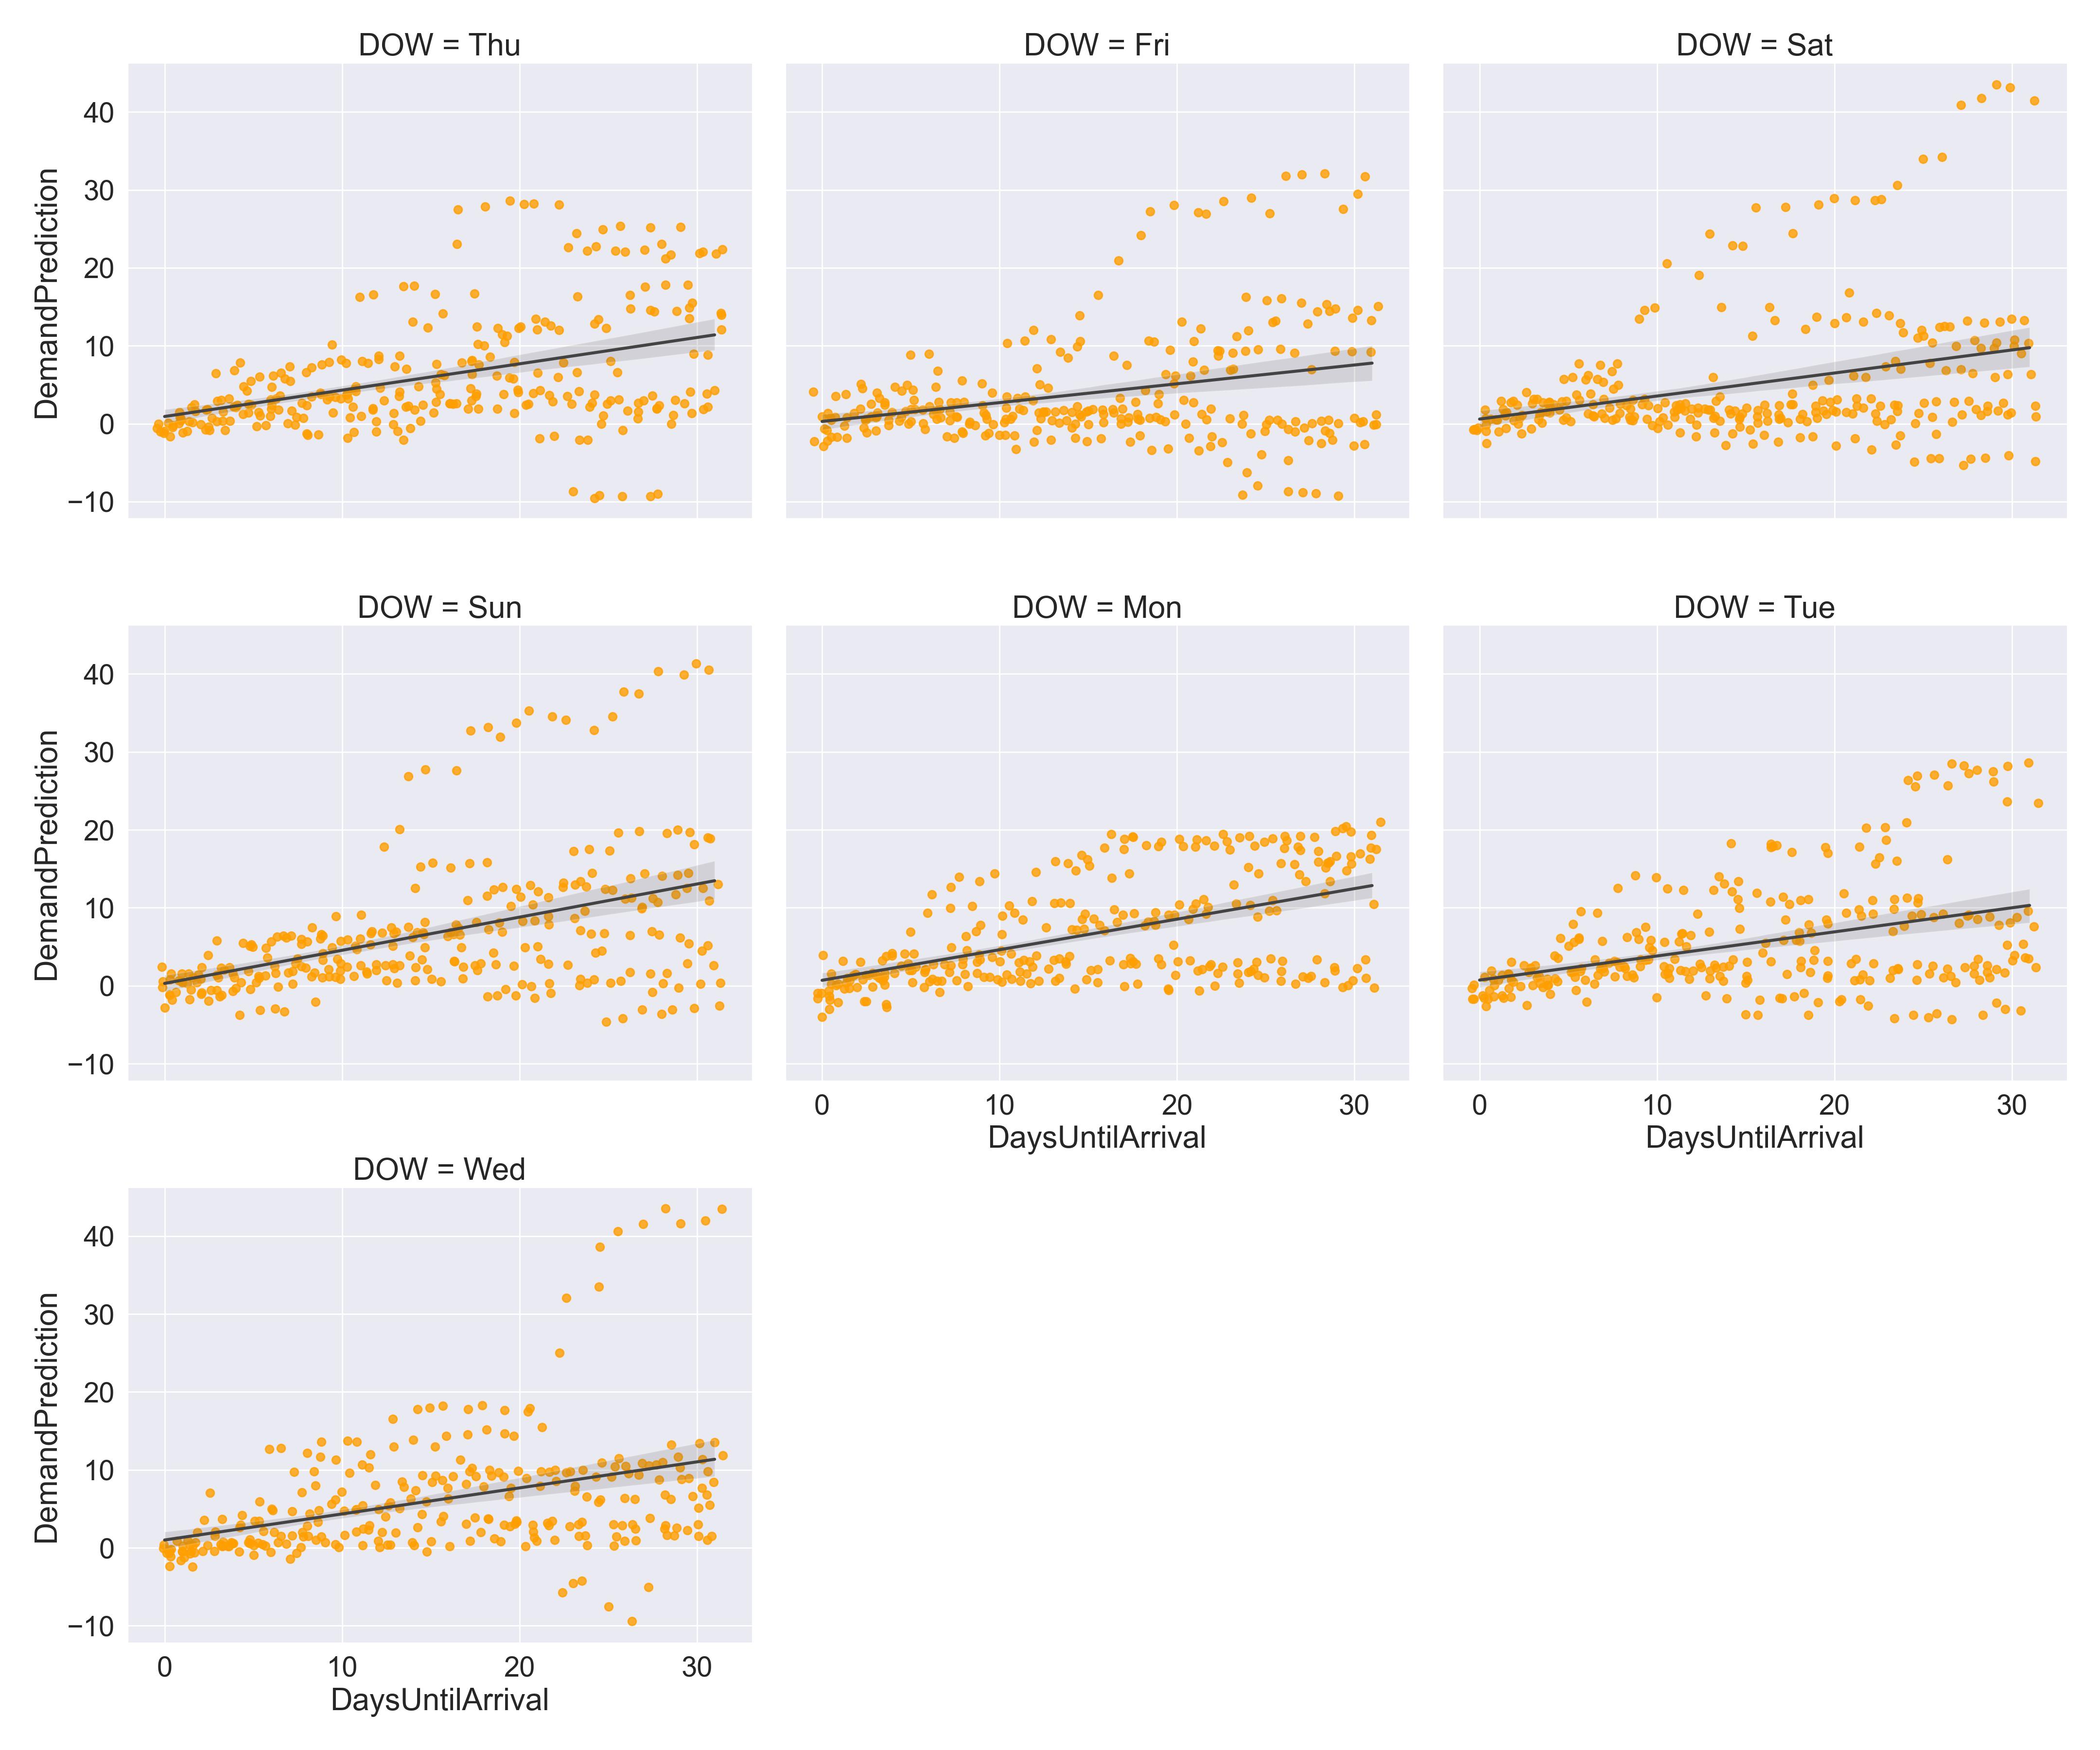 DOW = Thu
DOW = Fri
DOW = Sat
40
30
20
10
0
−10
DemandPrediction
DOW = Sun
DOW = Mon
DOW = Tue
40
30
20
10
0
−10
DemandPrediction
0 10 20 30
DaysUntilArrival
0 10 20 30
DaysUntilArrival
DOW = Wed
40
30
20
10
0
−10
DemandPrediction
0 10 20 30
DaysUntilArrival